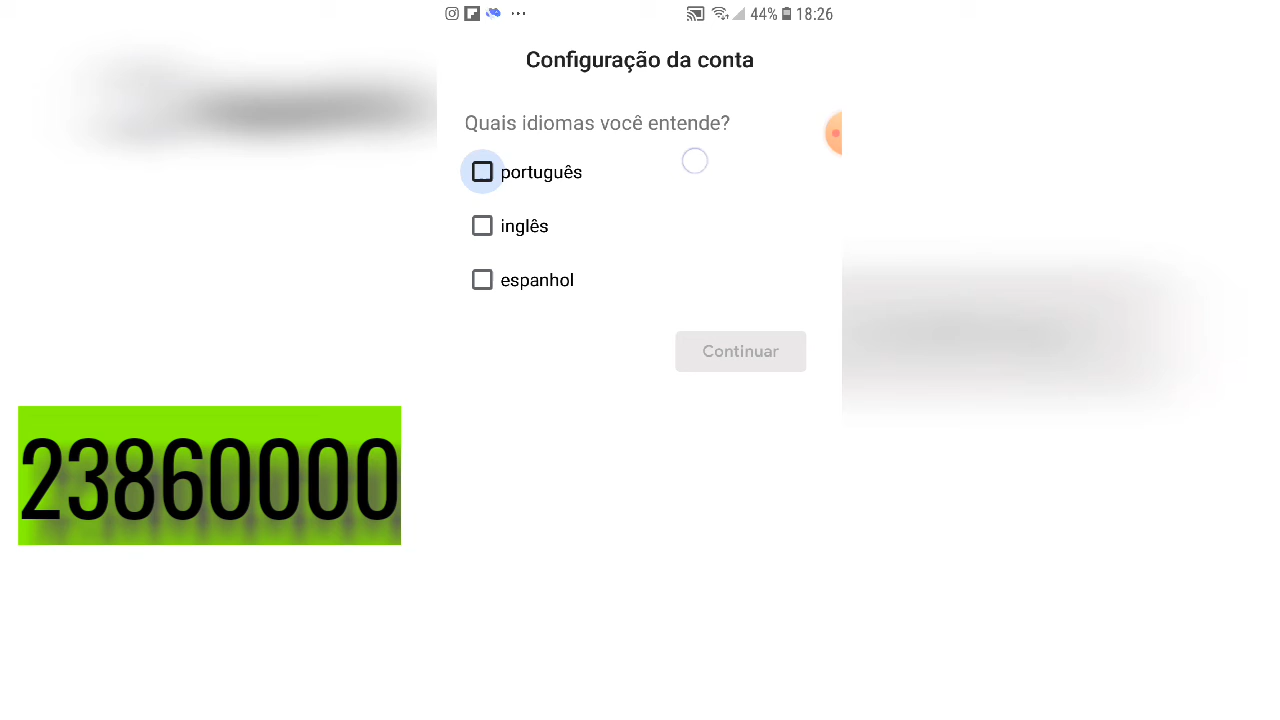 44% 18:26
Configuração da conta
Quais idiomas você entende?
português
inglês
espanhol
Continuar
23860000